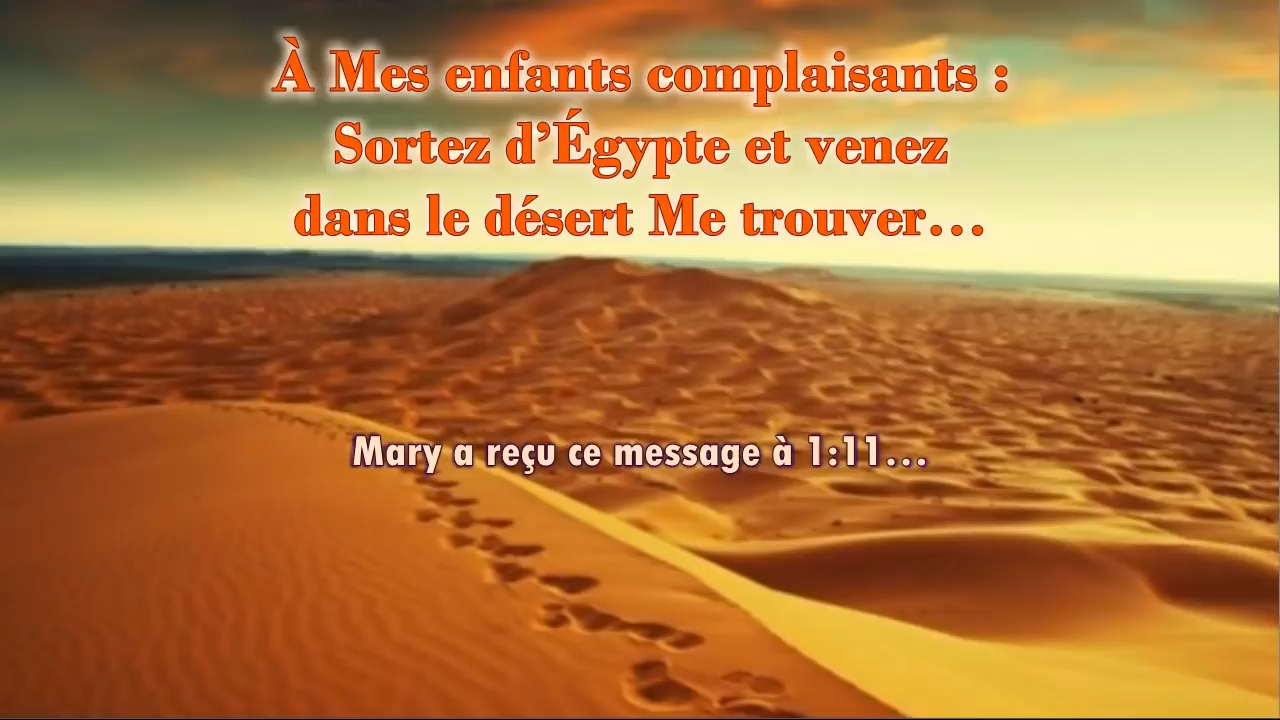 À Mes enfants complaisants :
Sortez d’Égypte et venez
dans le désert Me trouver…
Mary a reçu ce message à 1:11…